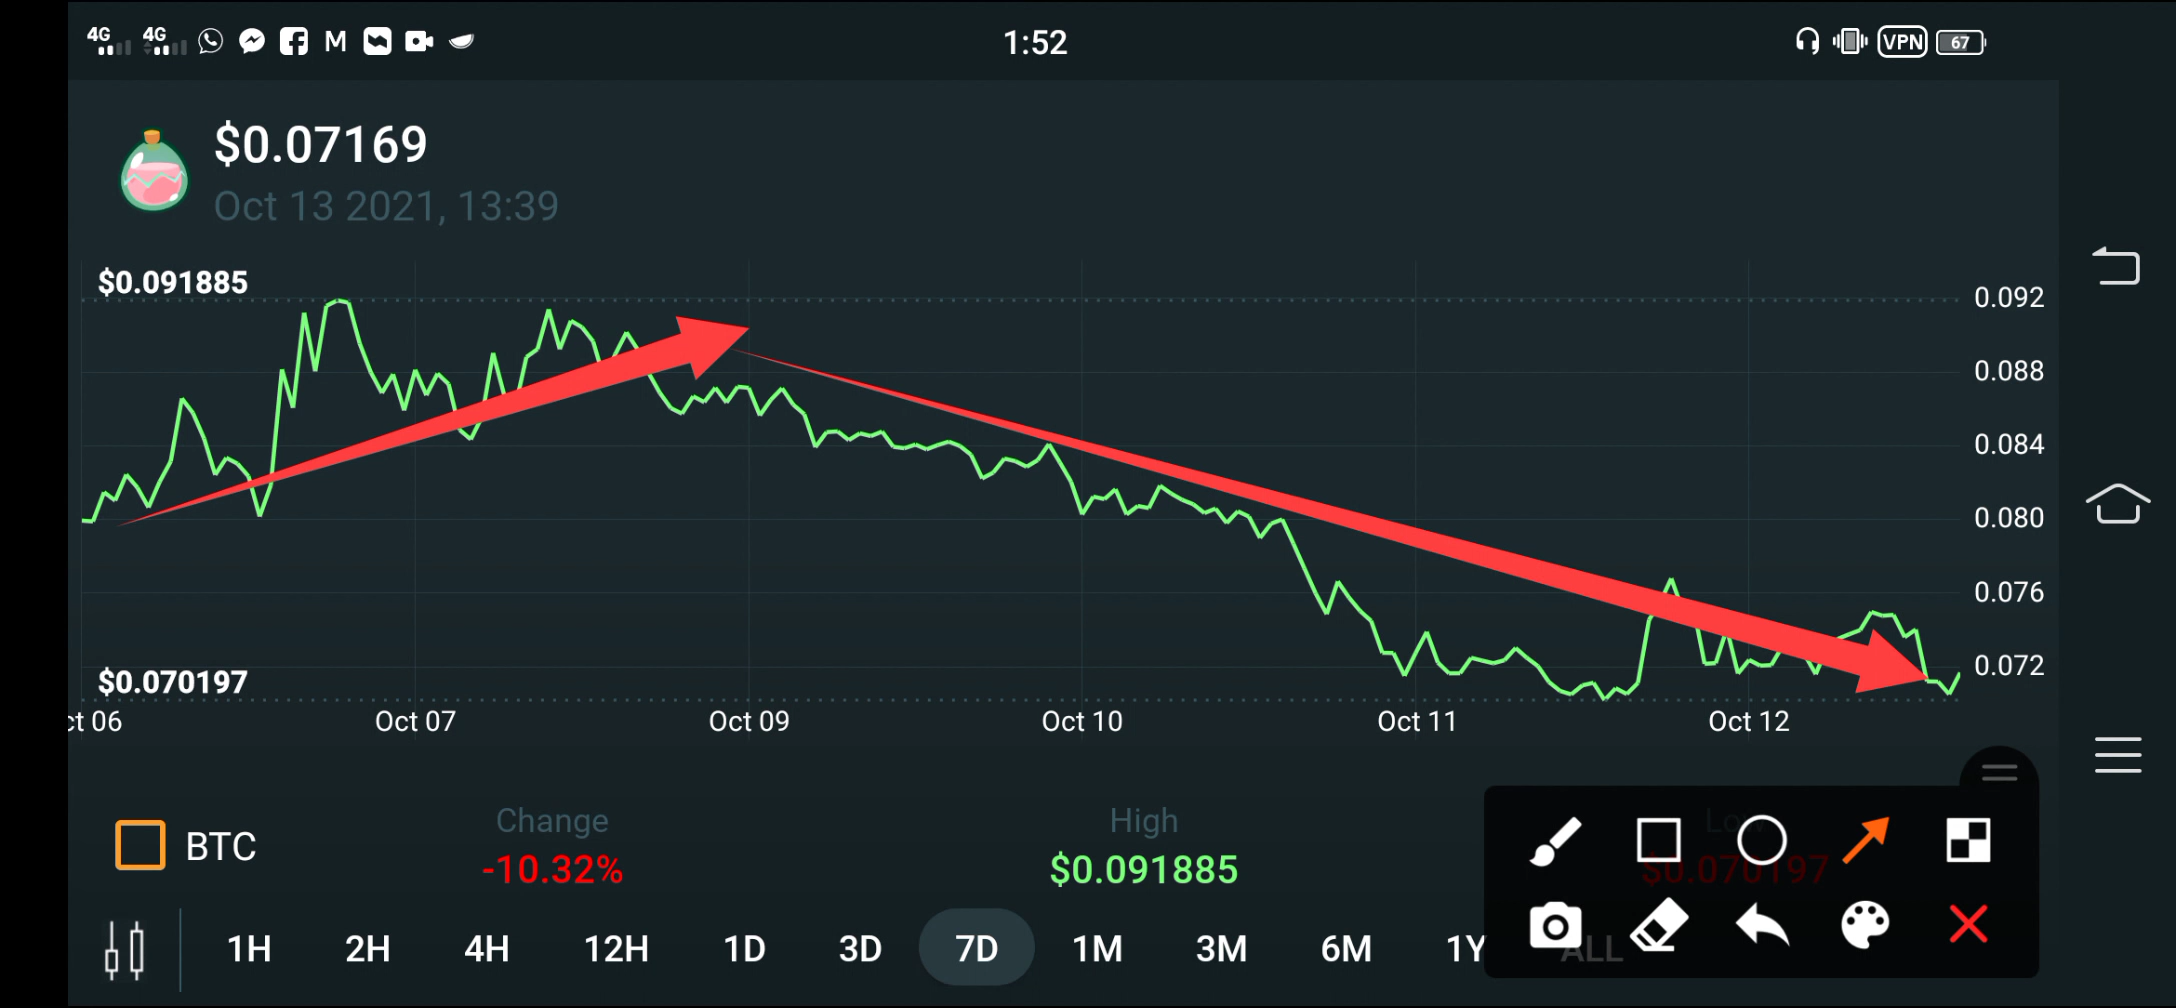 4G 4G M 1:52 VPN 67
$0.07169
Oct 13 2021, 13:39
$0.091885
0.092
0.088
0.084
0.080
0.076
0.072
$0.070197
ct 06 Oct 07 Oct 09 Oct 10 Oct 11 Oct 12
BTC
Change High Low
-10.32% $0.091885 $0.070197
1H 2H 4H 12H 1D 3D 7D 1M 3M 6M 1Y ALL